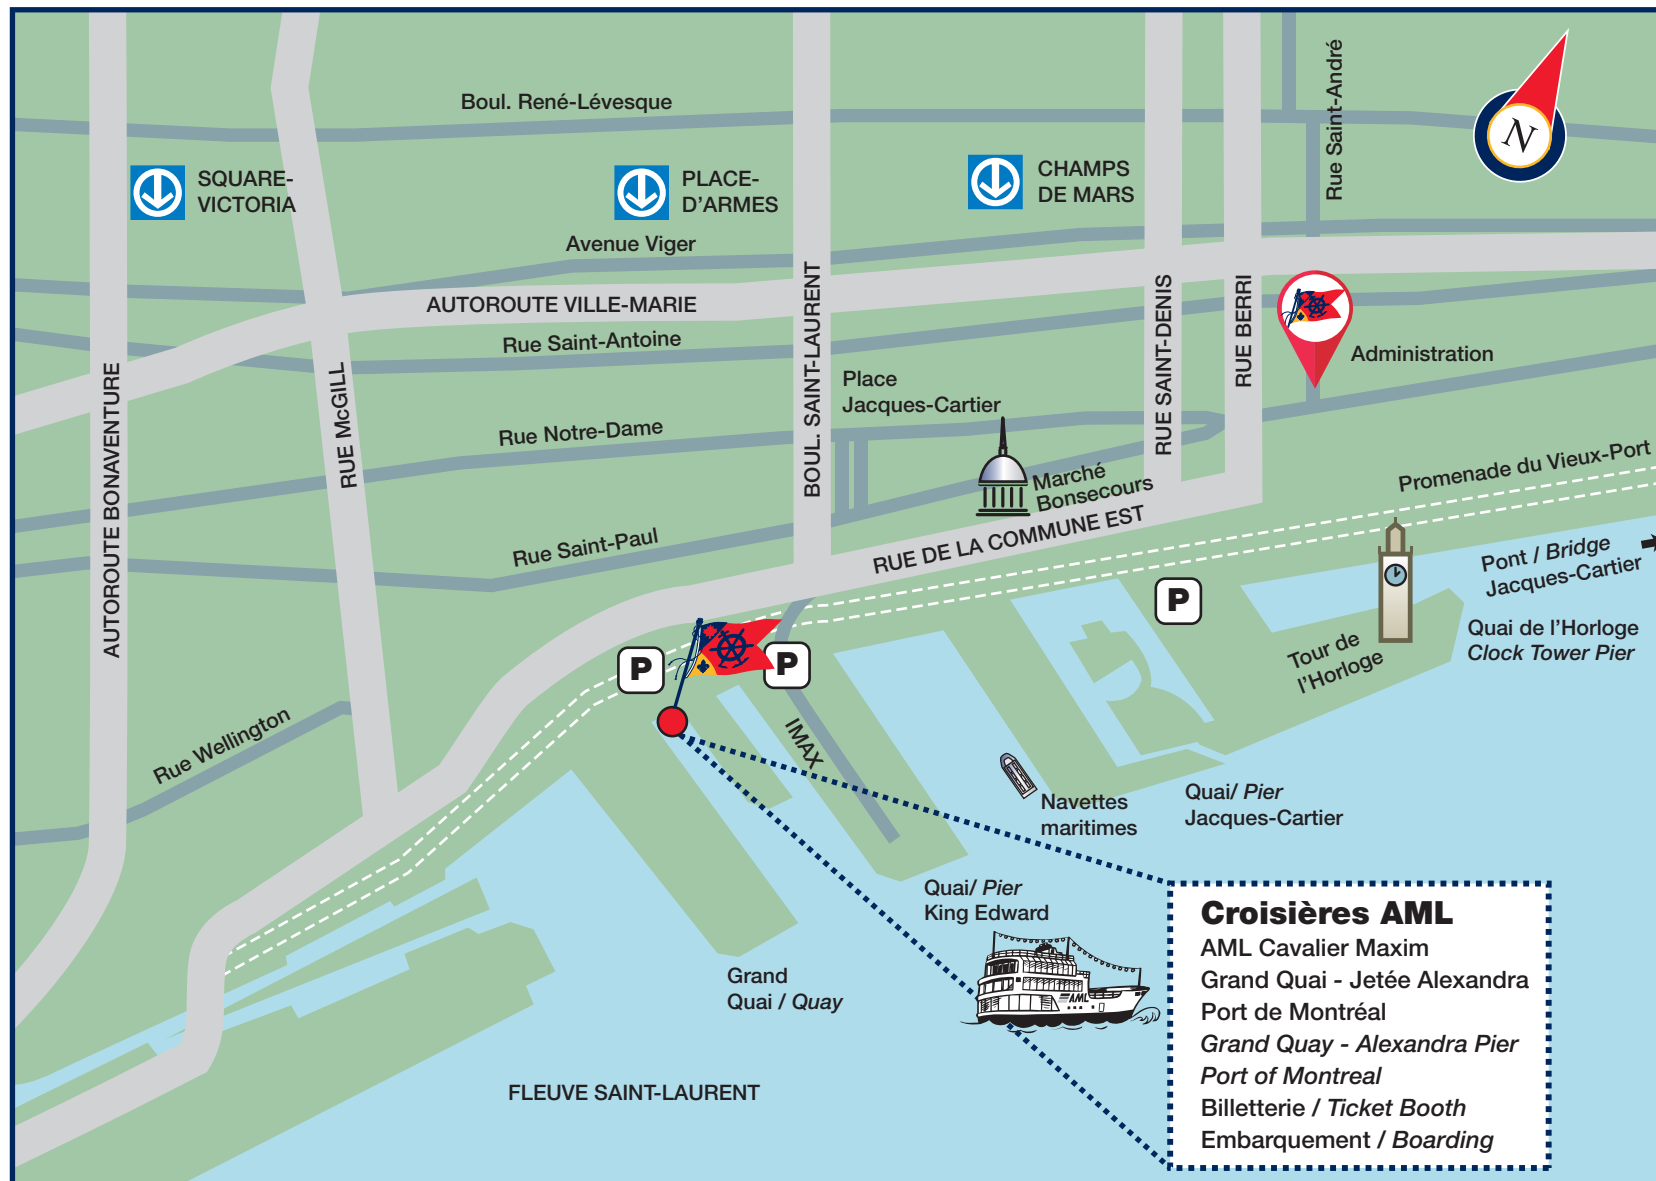 Boul. René-Lévesque
Rue Saint-André
N
SQUARE-
VICTORIA
PLACE-
D'ARMES
CHAMPS
DE MARS
Avenue Viger
AUTOROUTE VILLE-MARIE
Rue Saint-Antoine
BOUL. SAINT-LAURENT
RUE SAINT-DENIS
RUE BERRI
Administration
AUTOROUTE BONAVENTURE
RUE McGILL
Place
Jacques-Cartier
Rue Notre-Dame
Marché
Bonsecours
Promenade du Vieux-Port
Rue Saint-Paul
RUE DE LA COMMUNE EST
Pont / Bridge
Jacques-Cartier
P
P
P
Tour de
l'Horloge
Quai de l'Horloge
Clock Tower Pier
Rue Wellington
IMAX
Navettes
maritimes
Quai/ Pier
Jacques-Cartier
Quai/ Pier
King Edward
Grand
Quai / Quay
AML
FLEUVE SAINT-LAURENT
Croisières AML
AML Cavalier Maxim
Grand Quai - Jetée Alexandra
Port de Montréal
Grand Quay - Alexandra Pier
Port of Montreal
Billetterie / Ticket Booth
Embarquement / Boarding